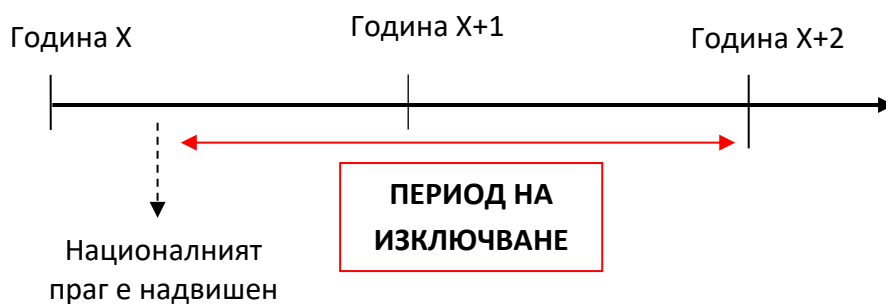 Година X
Година X+1
Година X+2
ПЕРИОД НА
ИЗКЛЮЧВАНЕ
Националният
праг е надвишен